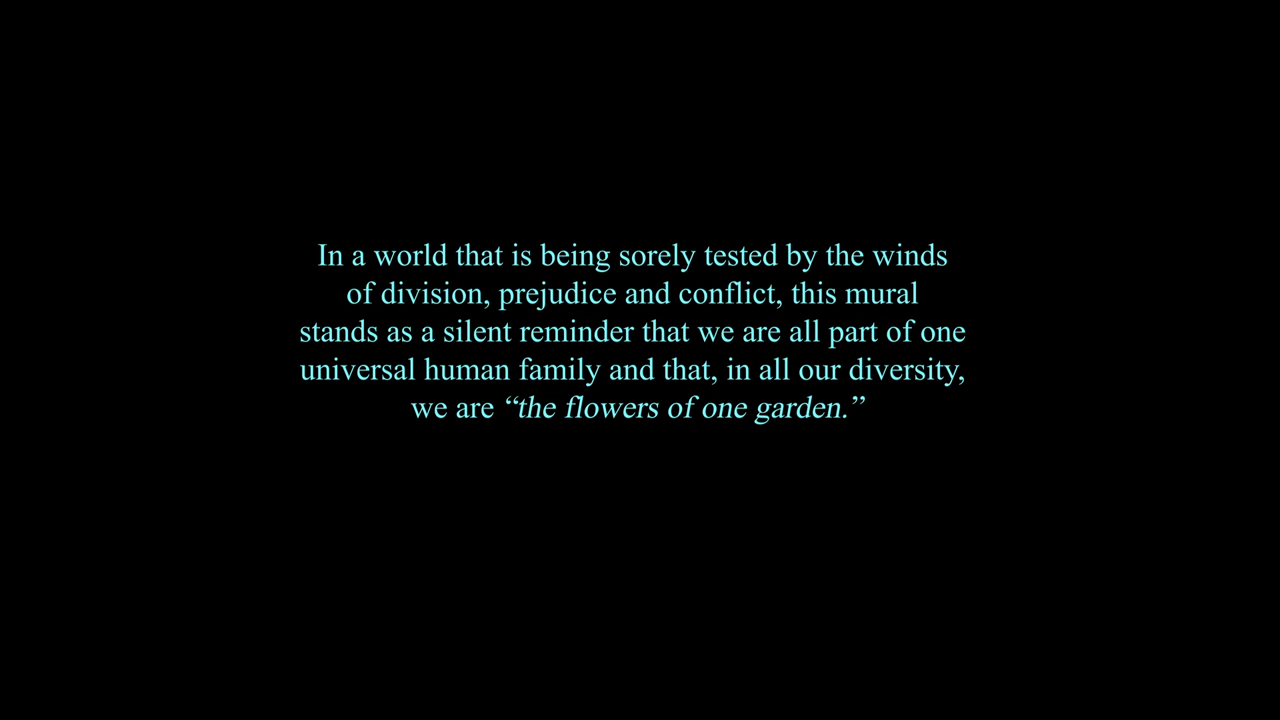 In a world that is being sorely tested by the winds
of division, prejudice and conflict, this mural
stands as a silent reminder that we are all part of one
universal human family and that, in all our diversity,
we are “the flowers of one garden.”